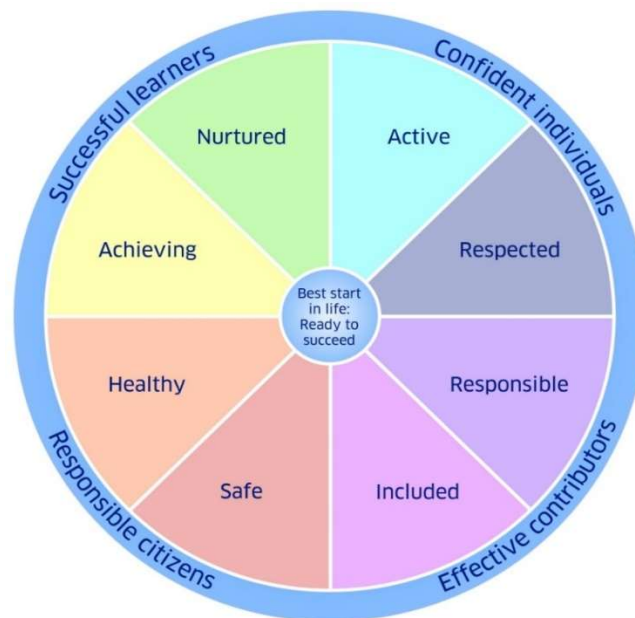 Successful learners
Confident individuals
Nurtured
Active
Achieving
Respected
Best start
in life:
Ready to
succeed
Healthy
Responsible
Safe
Included
Responsible citizens
Effective contributors